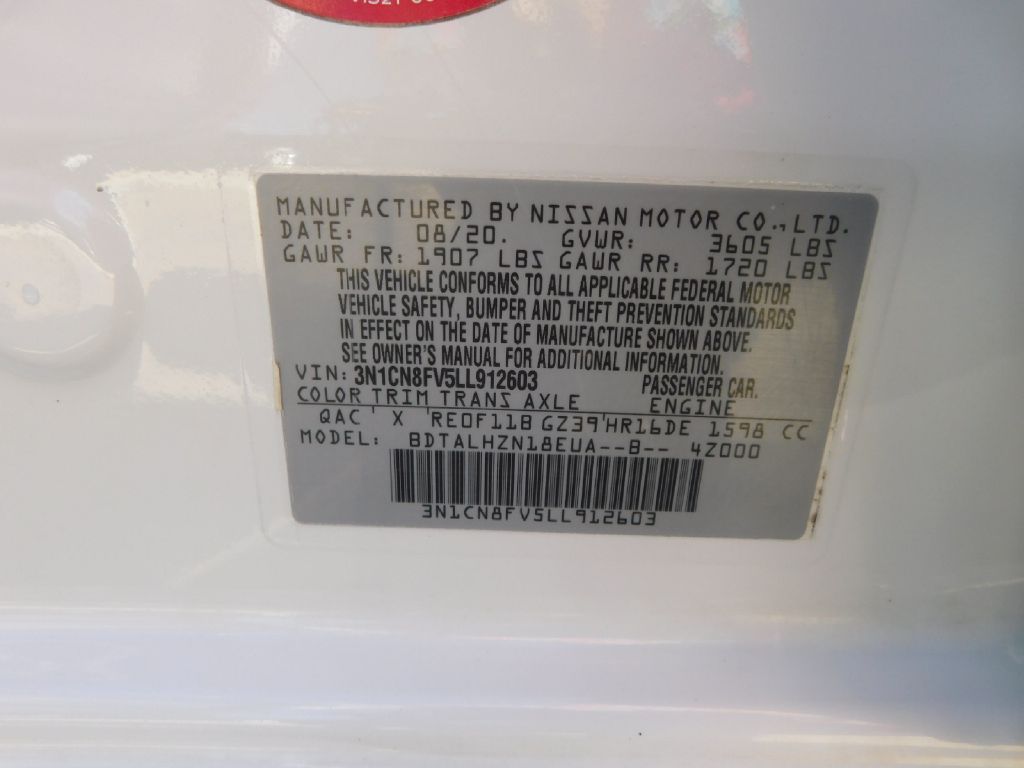 MANUFACTURED BY NISSAN MOTOR CO.,LTD.
DATE: 08/20. GVWR: 3605 LBS
GAWR FR: 1907 LBS GAWR RR: 1720 LBS
THIS VEHICLE CONFORMS TO ALL APPLICABLE FEDERAL MOTOR
VEHICLE SAFETY, BUMPER AND THEFT PREVENTION STANDARDS
IN EFFECT ON THE DATE OF MANUFACTURE SHOWN ABOVE.
SEE OWNER'S MANUAL FOR ADDITIONAL INFORMATION.
VIN: 3N1CN8FV5LL912603 PASSENGER CAR.
COLOR TRIM TRANS AXLE ENGINE
QAC ' X 'RE0F11B GZ39'HR16DE 1598 CC
MODEL: BDTALHZN18EUA--B-- 4Z000
3N1CN8FV5LL912603